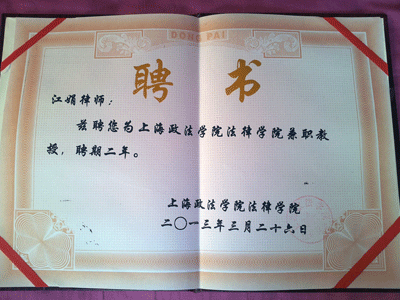 DONG PAI
聘书
江娟律师：
兹聘您为上海政法学院法律学院兼职教
授，聘期二年。
上海政法学院法律学院
二〇一三年三月二十六日